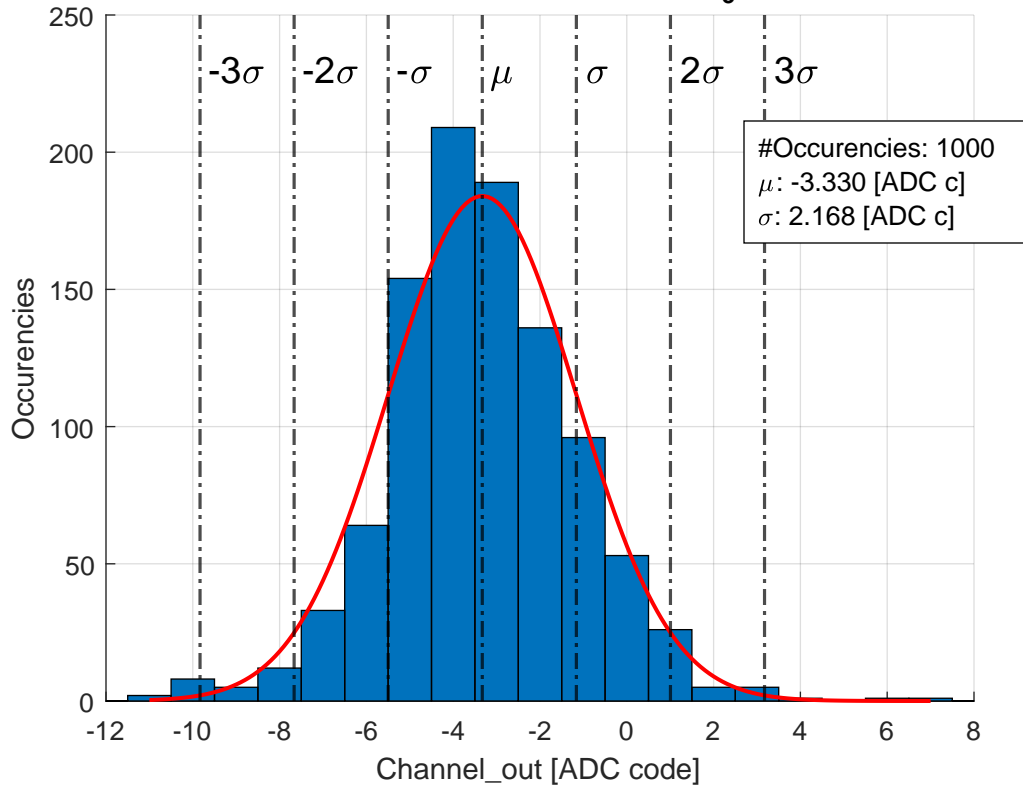 250
200
150
100
50
0
-3σ -2σ -σ μ σ 2σ 3σ
#Occurencies: 1000
μ: -3.330 [ADC c]
σ: 2.168 [ADC c]
Occurencies
-12 -10 -8 -6 -4 -2 0 2 4 6 8
Channel_out [ADC code]